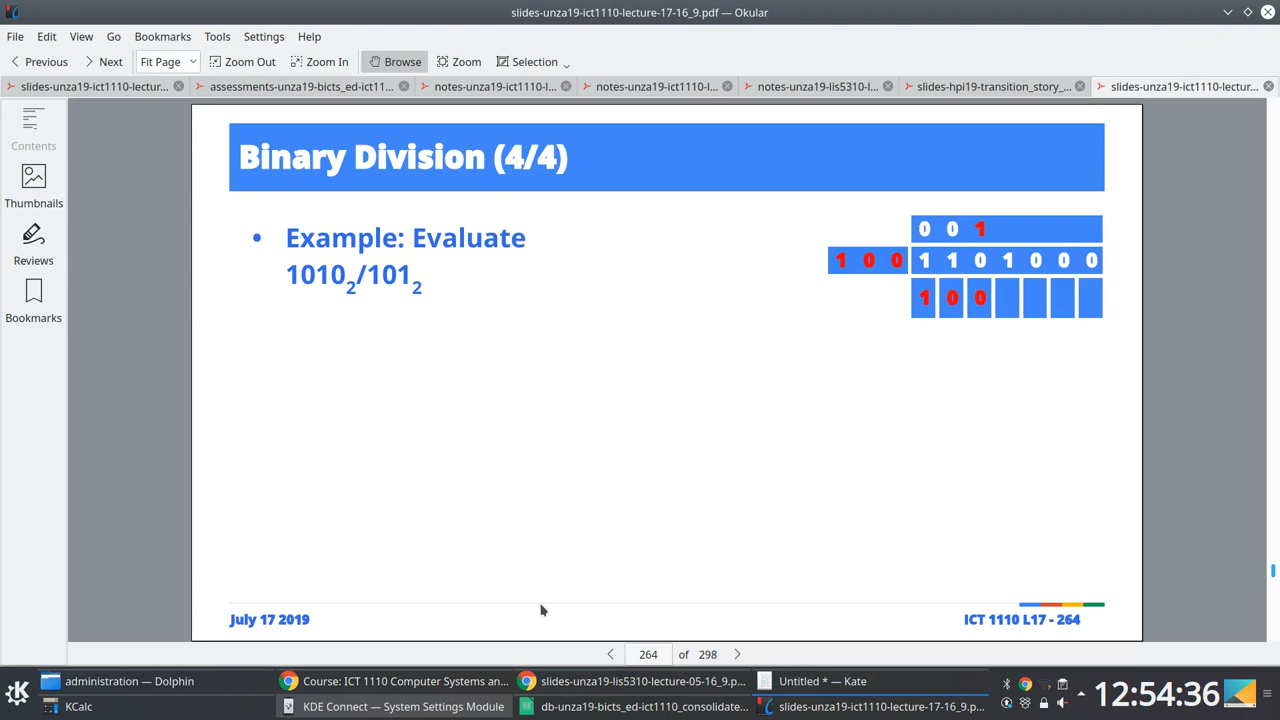 slides-unza19-ict1110-lecture-17-16_9.pdf — Okular
File Edit View Go Bookmarks Tools Settings Help
Previous Next Fit Page Zoom Out Zoom In Browse Zoom Selection
slides-unza19-ict1110-lectur... assessments-unza19-bicts_ed-ict11... notes-unza19-ict1110-l... notes-unza19-ict1110-l... notes-unza19-lis5310-l... slides-hpi19-transition_story_... slides-unza19-ict1110-lectur...
Contents
Thumbnails
Reviews
Bookmarks
Binary Division (4/4)
• Example: Evaluate
1010₂/101₂
0 0 1
1 0 0 1 1 0 1 0 0 0
1 0 0
July 17 2019
ICT 1110 L17 - 264
264 of 298
administration — Dolphin
Course: ICT 1110 Computer Systems an...
slides-unza19-lis5310-lecture-05-16_9.p...
Untitled * — Kate
KCalc
KDE Connect — System Settings Module
db-unza19-bicts_ed-ict1110_consolidate...
slides-unza19-ict1110-lecture-17-16_9.p...
12:54:36